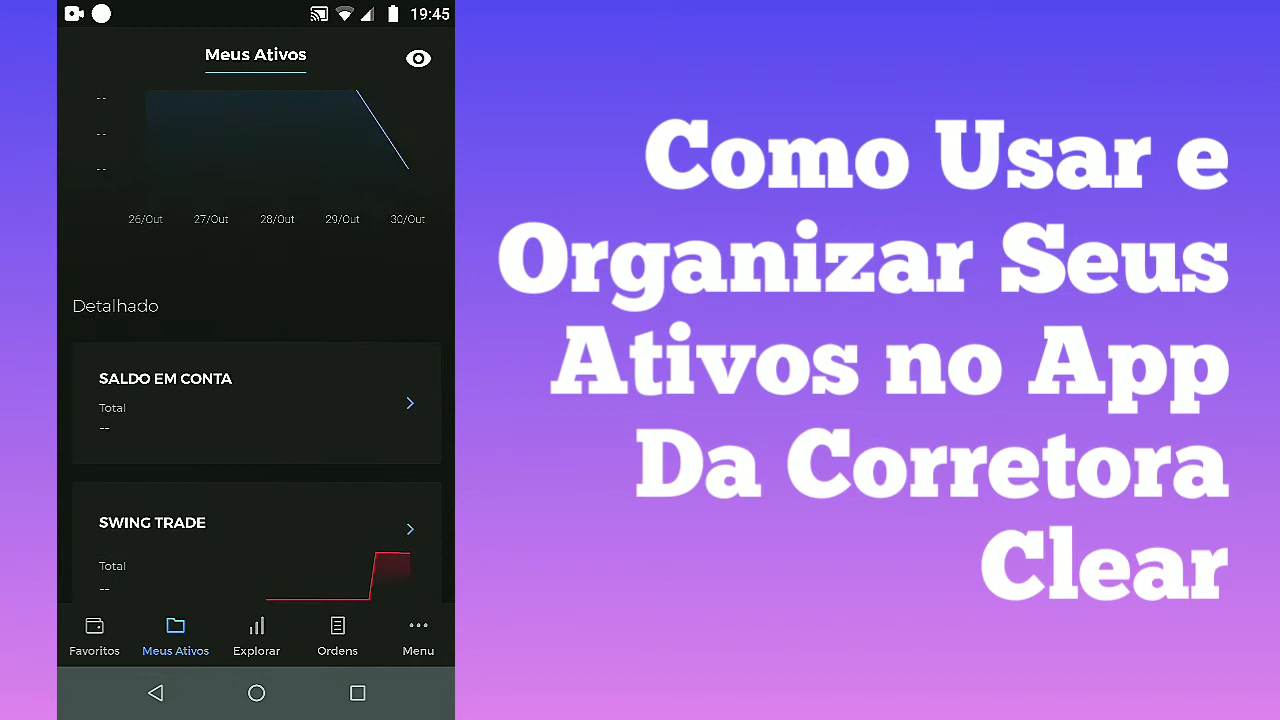 19:45
Meus Ativos
--
--
--
26/Out 27/Out 28/Out 29/Out 30/Out
Detalhado
SALDO EM CONTA
Total
--
SWING TRADE
Total
--
Favoritos Meus Ativos Explorar Ordens Menu
Como Usar e
Organizar Seus
Ativos no App
Da Corretora
Clear